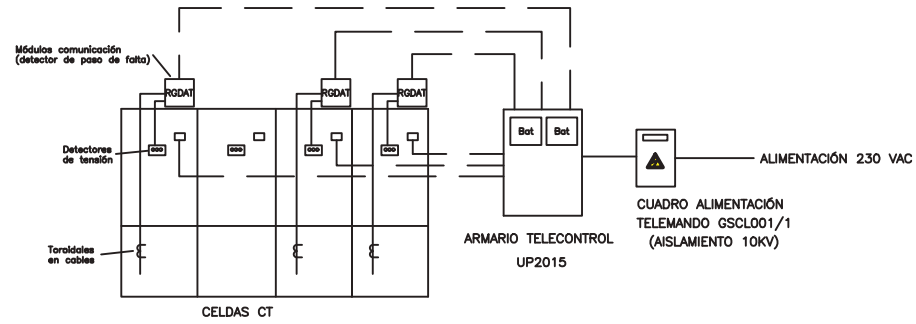 Módulos comunicación
(detector de paso de falta)
RGDAT
RGDAT
RGDAT
Bat
Bat
Detectores
de tensión
ALIMENTACIÓN 230 VAC
CUADRO ALIMENTACIÓN
TELEMANDO GSCL001/1
(AISLAMIENTO 10KV)
ARMARIO TELECONTROL
UP2015
Toroidales
en cables
CELDAS CT